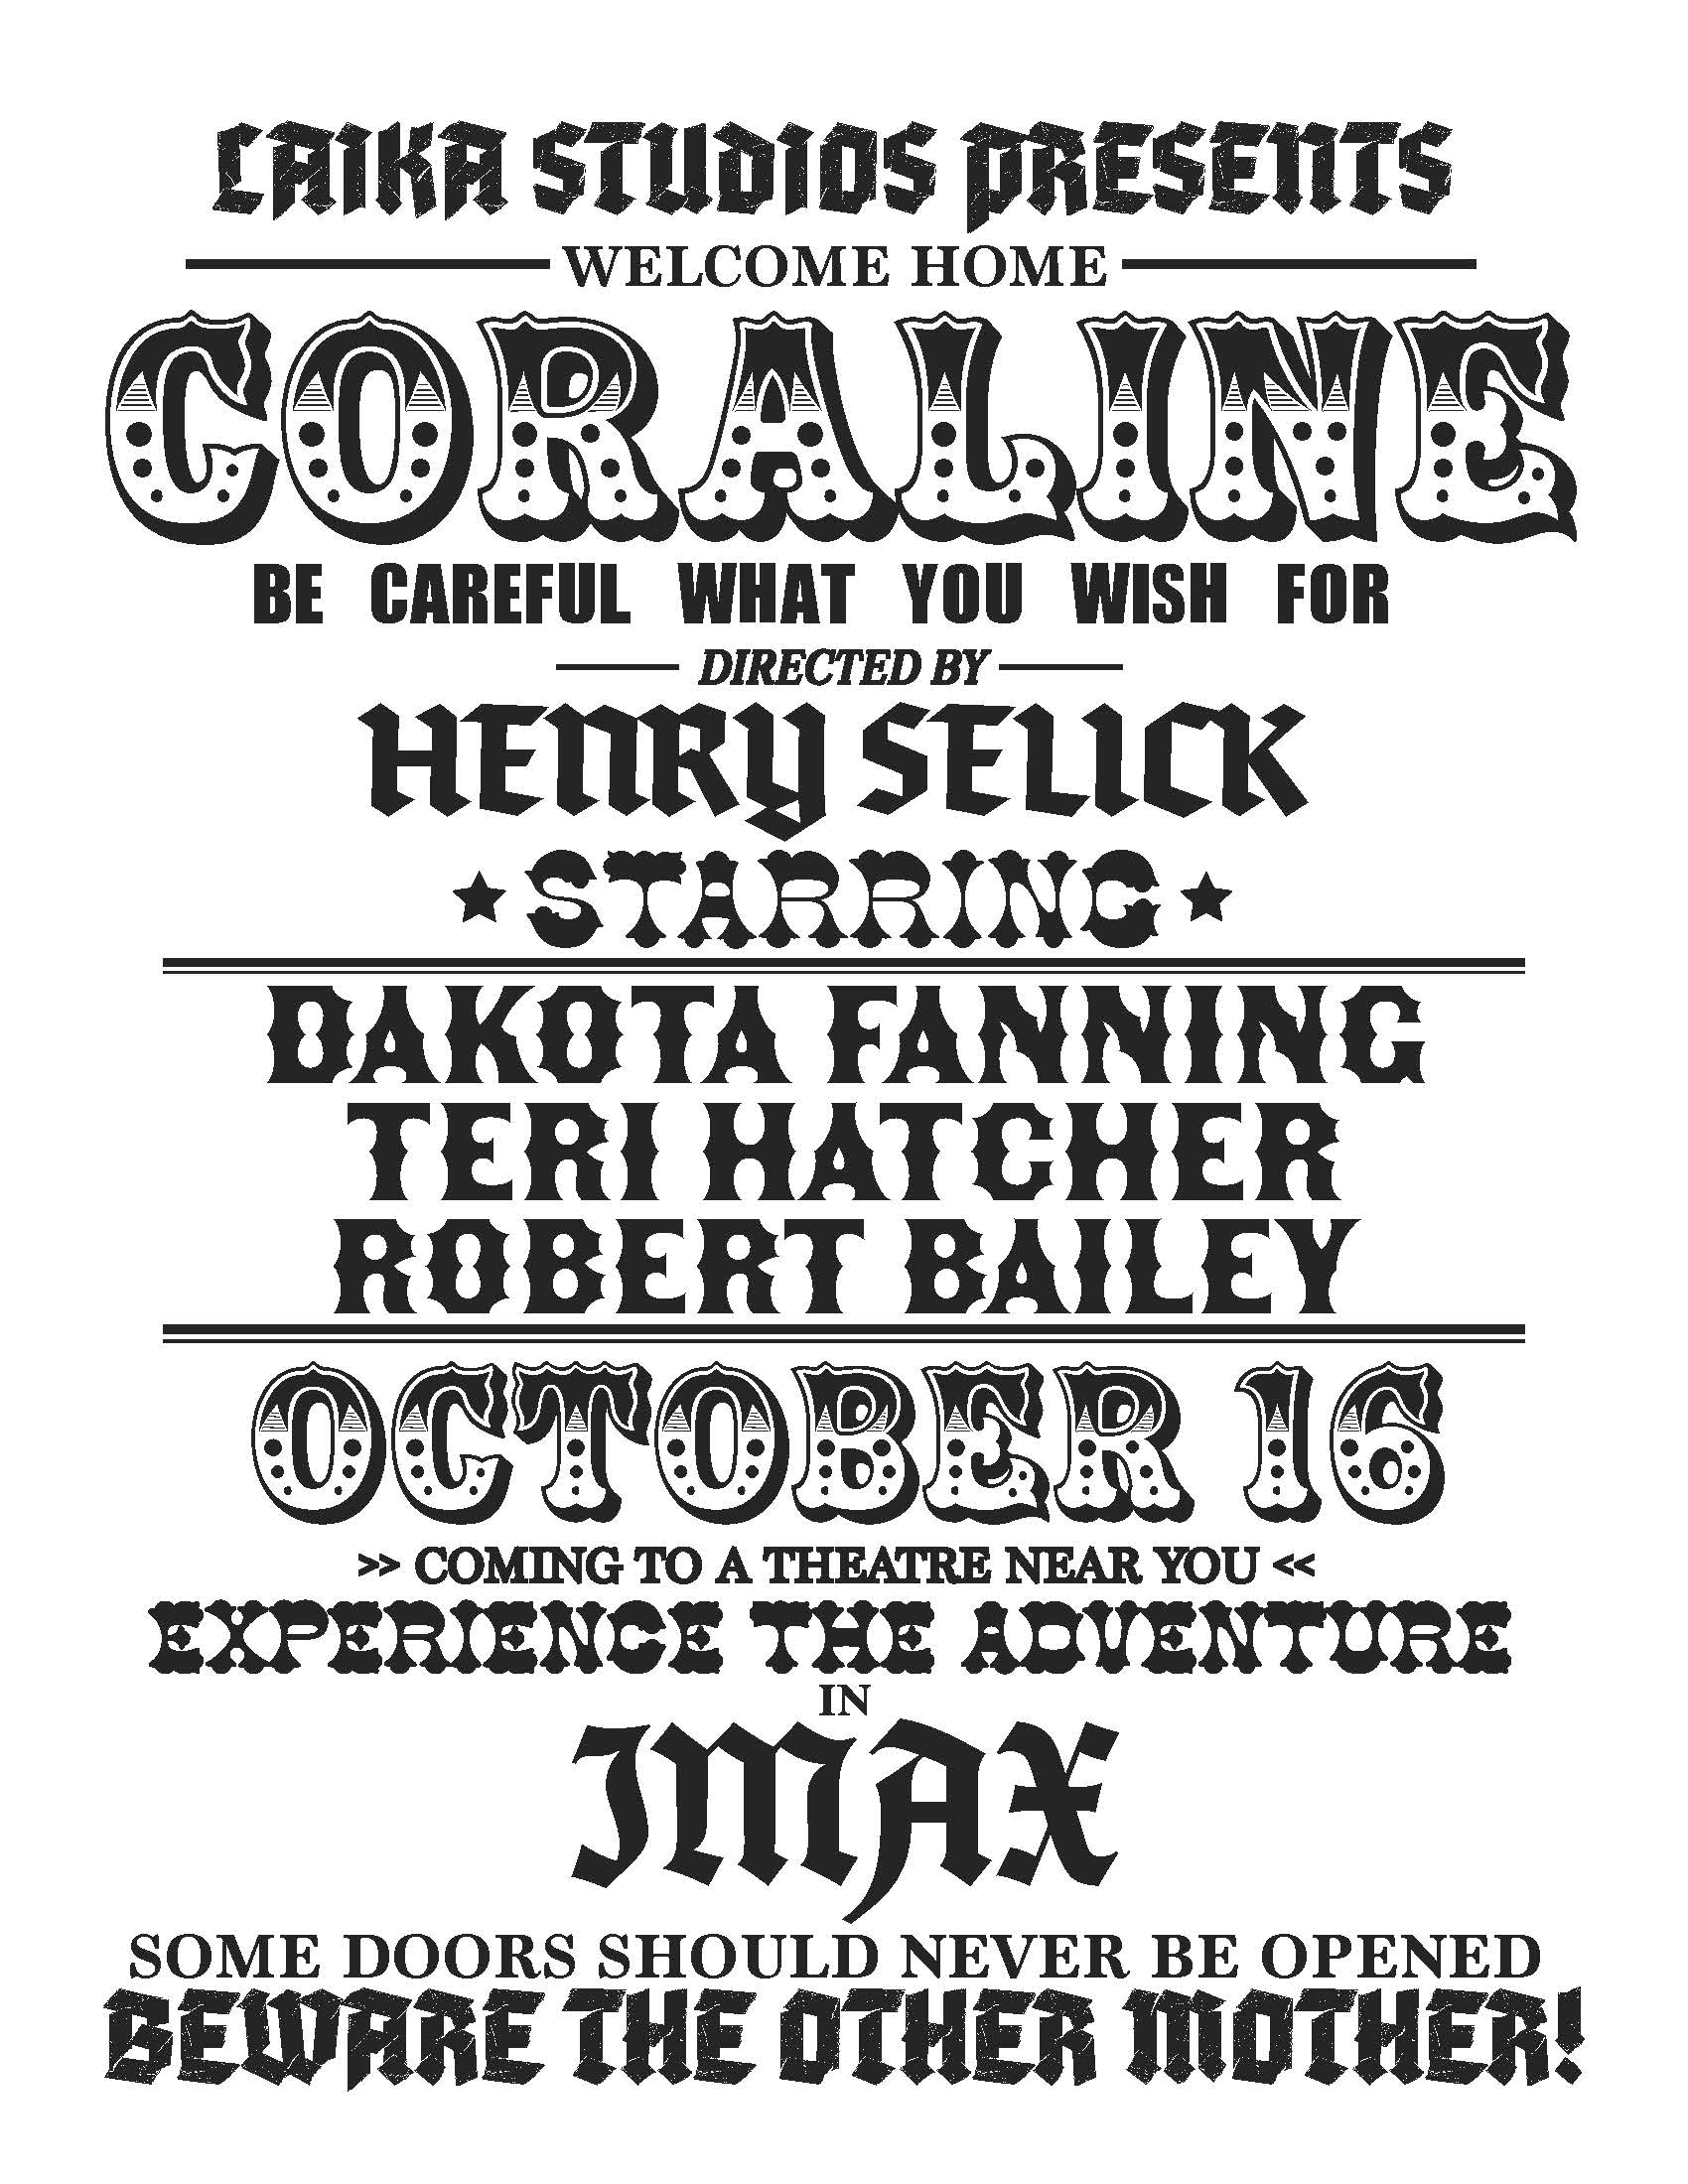 LAIKA STUDIOS PRESENTS
WELCOME HOME
CORALINE
BE CAREFUL WHAT YOU WISH FOR
DIRECTED BY
HENRY SELICK
★ STARRING ★
DAKOTA FANNING
TERI HATCHER
ROBERT BAILEY
OCTOBER 16
>> COMING TO A THEATRE NEAR YOU <<
EXPERIENCE THE ADVENTURE
IN
IMAX
SOME DOORS SHOULD NEVER BE OPENED
BEWARE THE OTHER MOTHER!